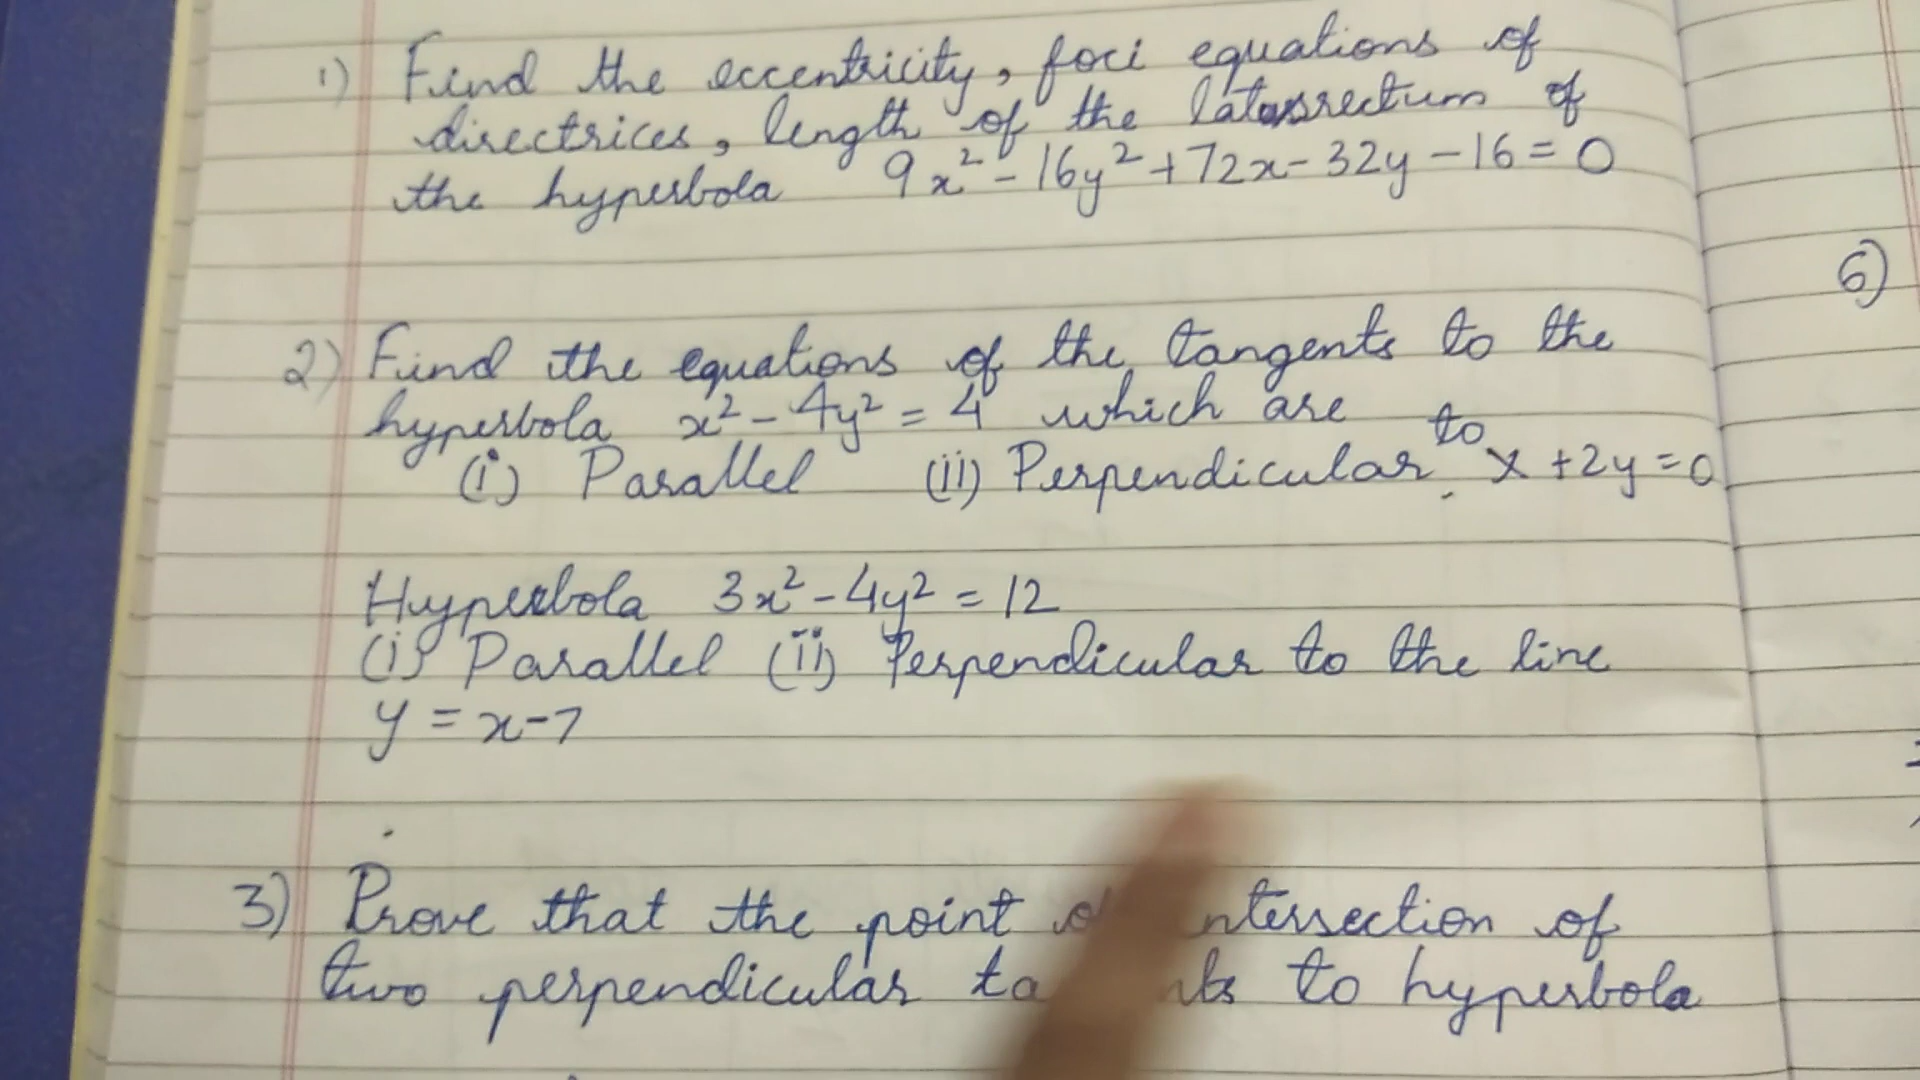 1) Find the eccentricity, foci equations of
directrices, length of the latusrectum of
the hyperbola 9x² - 16y² + 72x - 32y - 16 = 0
6)
2) Find the equations of the tangents to the
hyperbola x² - 4y² = 4 which are
(i) Parallel (ii) Perpendicular to x + 2y = 0
Hyperbola 3x² - 4y² = 12
(i) Parallel (ii) Perpendicular to the line
y = x - 7
3) Prove that the point intersection of
two perpendicular to hyperbola